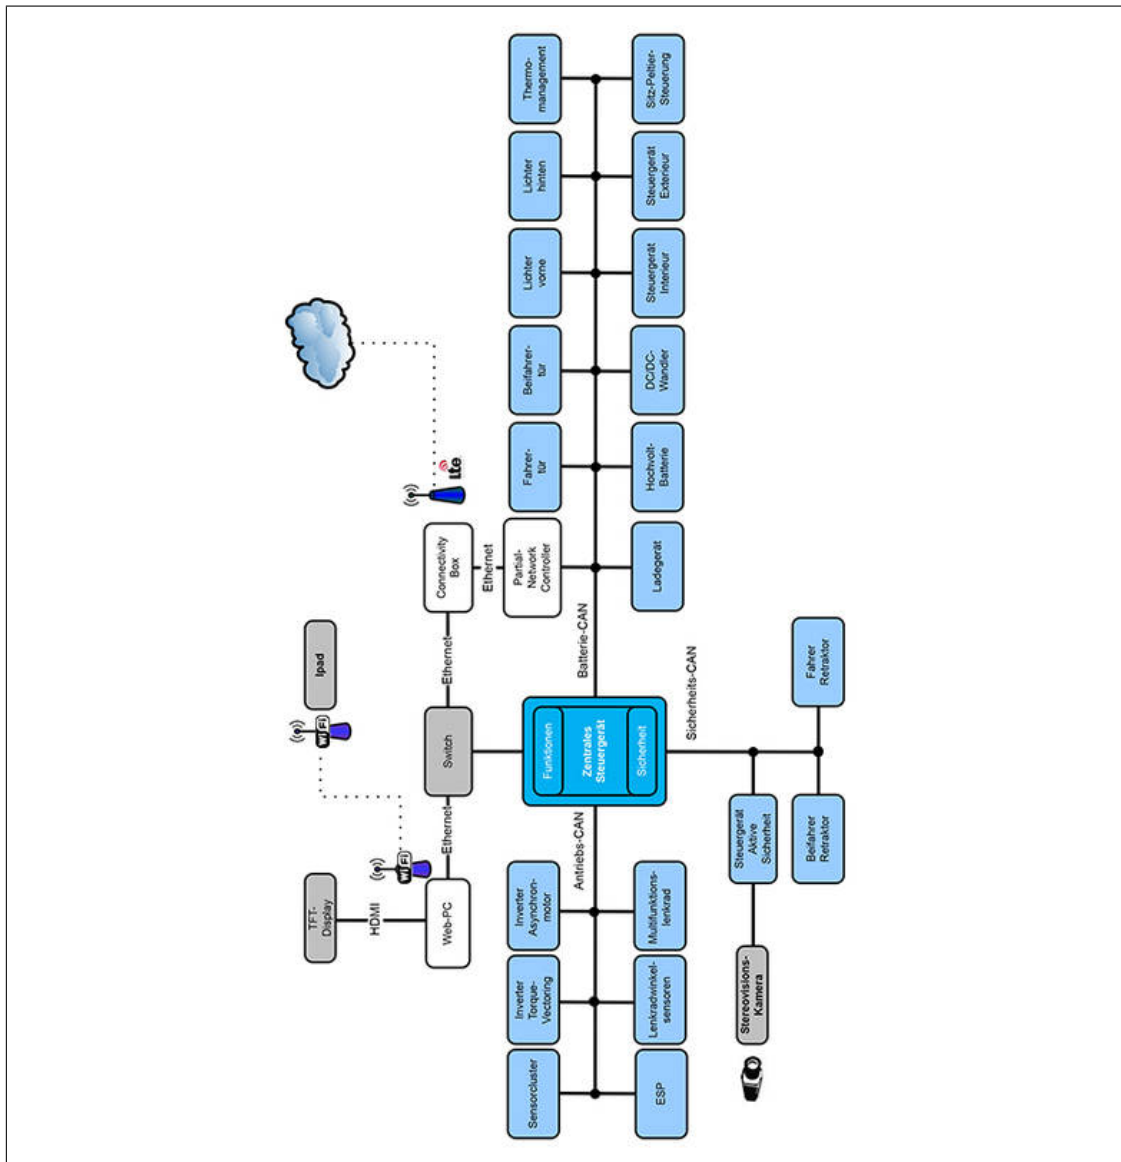 TFT-
Display
HDMI
Web-PC
WiFi
WiFi
Ipad
Ethernet
Switch
Ethernet
Connectivity
Box
Ethernet
Partial-
Network
Controller
Lte
Sensorcluster
Inverter
Torque-
Vectoring
Inverter
Asynchron-
motor
Fahrer-
tür
Beifahrer-
tür
Lichter
vorne
Lichter
hinten
Thermo-
management
Antriebs-CAN
Funktionen
Zentrales
Steuergerät
Sicherheit
Batterie-CAN
ESP
Lenkradwinkel-
sensoren
Multifunktions-
lenkrad
Ladegerät
Hochvolt-
Batterie
DC/DC-
Wandler
Steuergerät
Interieur
Steuergerät
Exterieur
Sitz-Peltier-
Steuerung
Sicherheits-CAN
Stereovisions-
Kamera
Steuergerät
Aktive
Sicherheit
Beifahrer
Retraktor
Fahrer
Retraktor